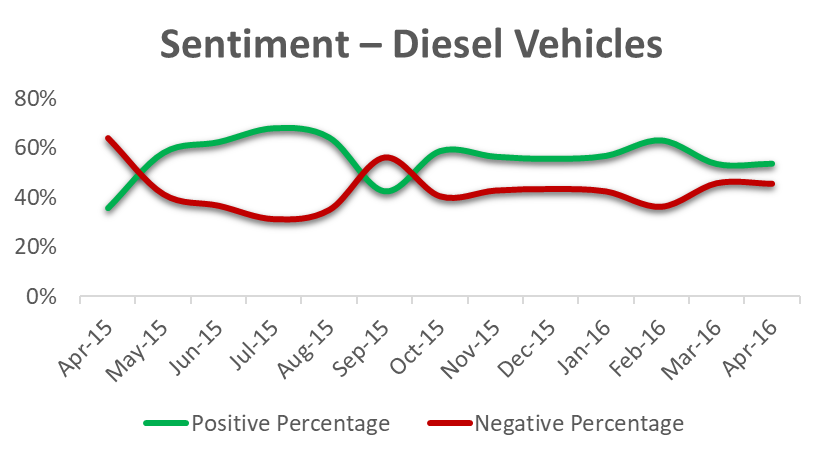 Sentiment – Diesel Vehicles
80%
60%
40%
20%
0%
Apr-15
May-15
Jun-15
Jul-15
Aug-15
Sep-15
Oct-15
Nov-15
Dec-15
Jan-16
Feb-16
Mar-16
Apr-16
Positive Percentage
Negative Percentage